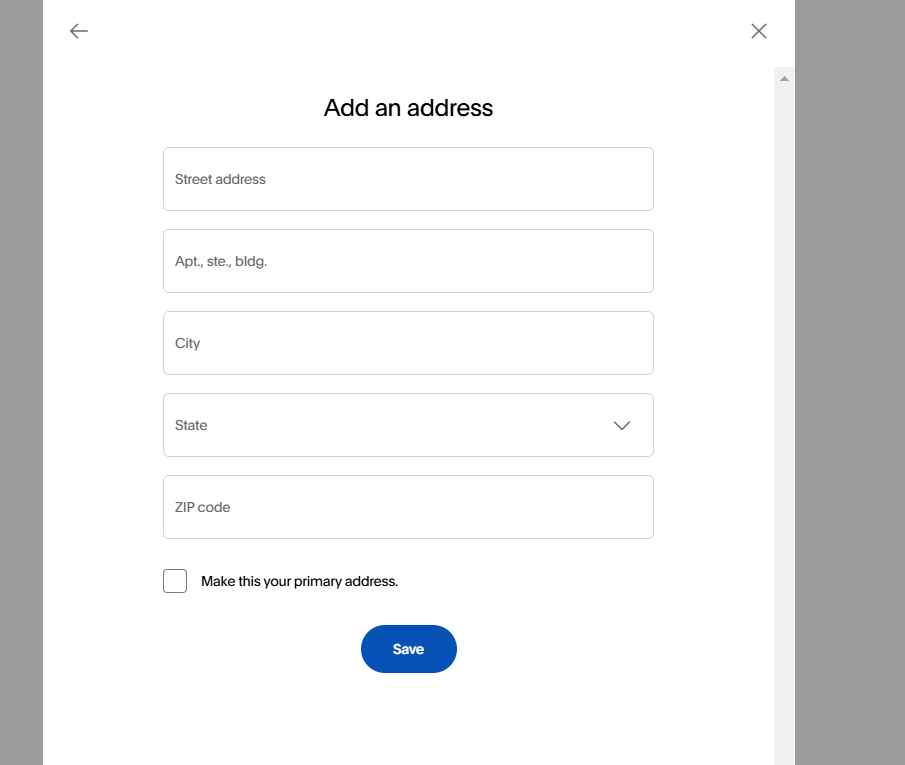 Add an address
Street address
Apt., ste., bldg.
City
State
ZIP code
Make this your primary address.
Save